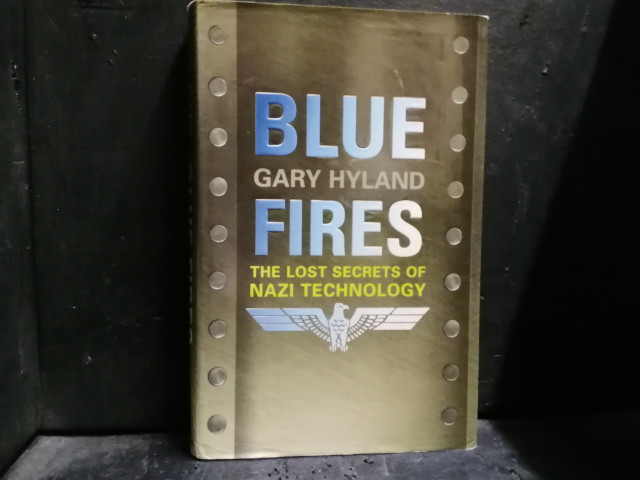 BLUE
GARY HYLAND
FIRES
THE LOST SECRETS OF
NAZI TECHNOLOGY